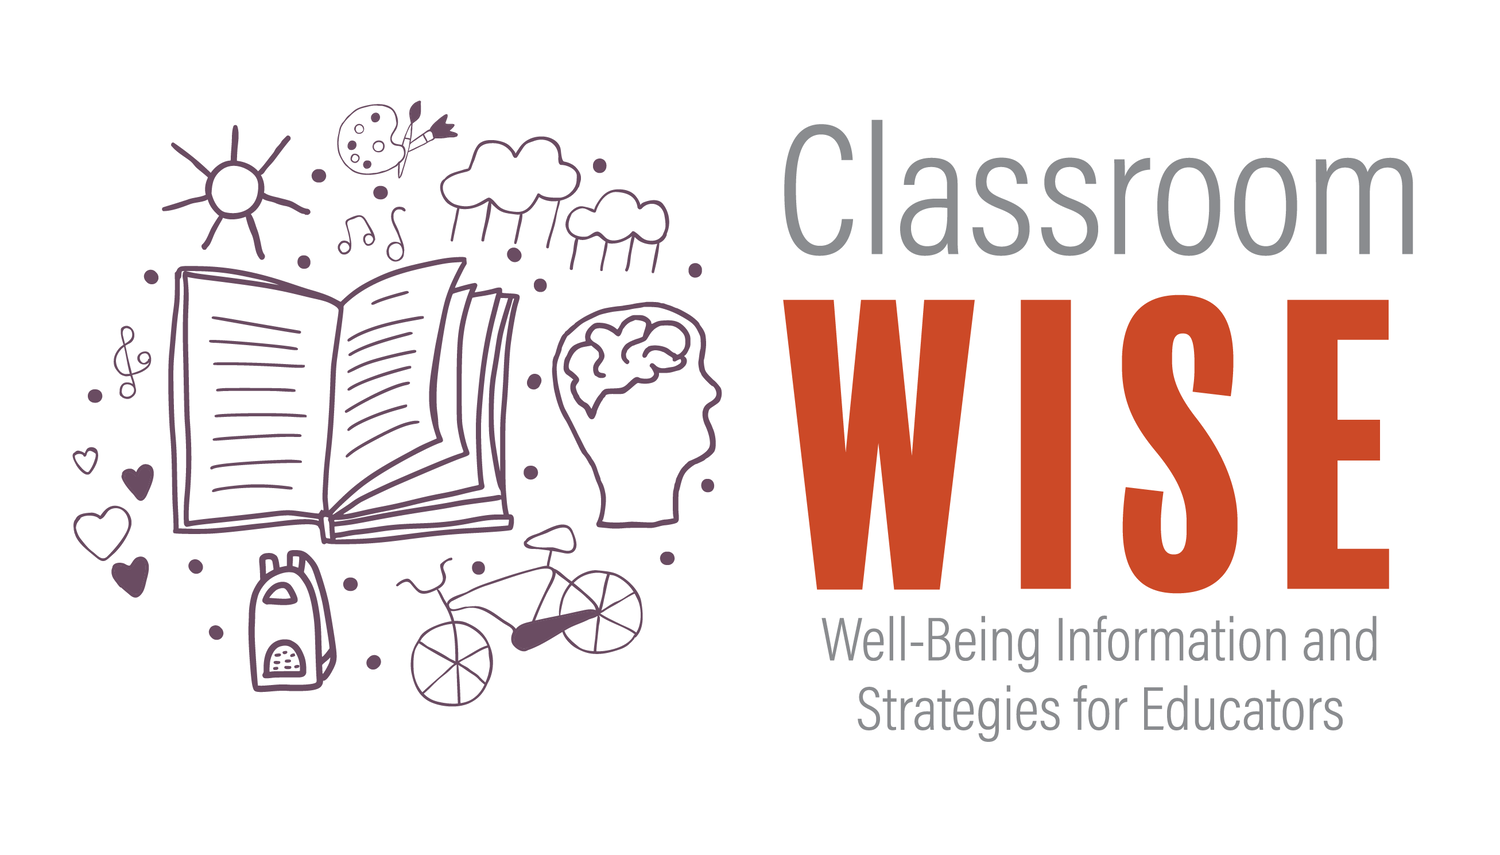 Classroom
WISE
Well-Being Information and
Strategies for Educators